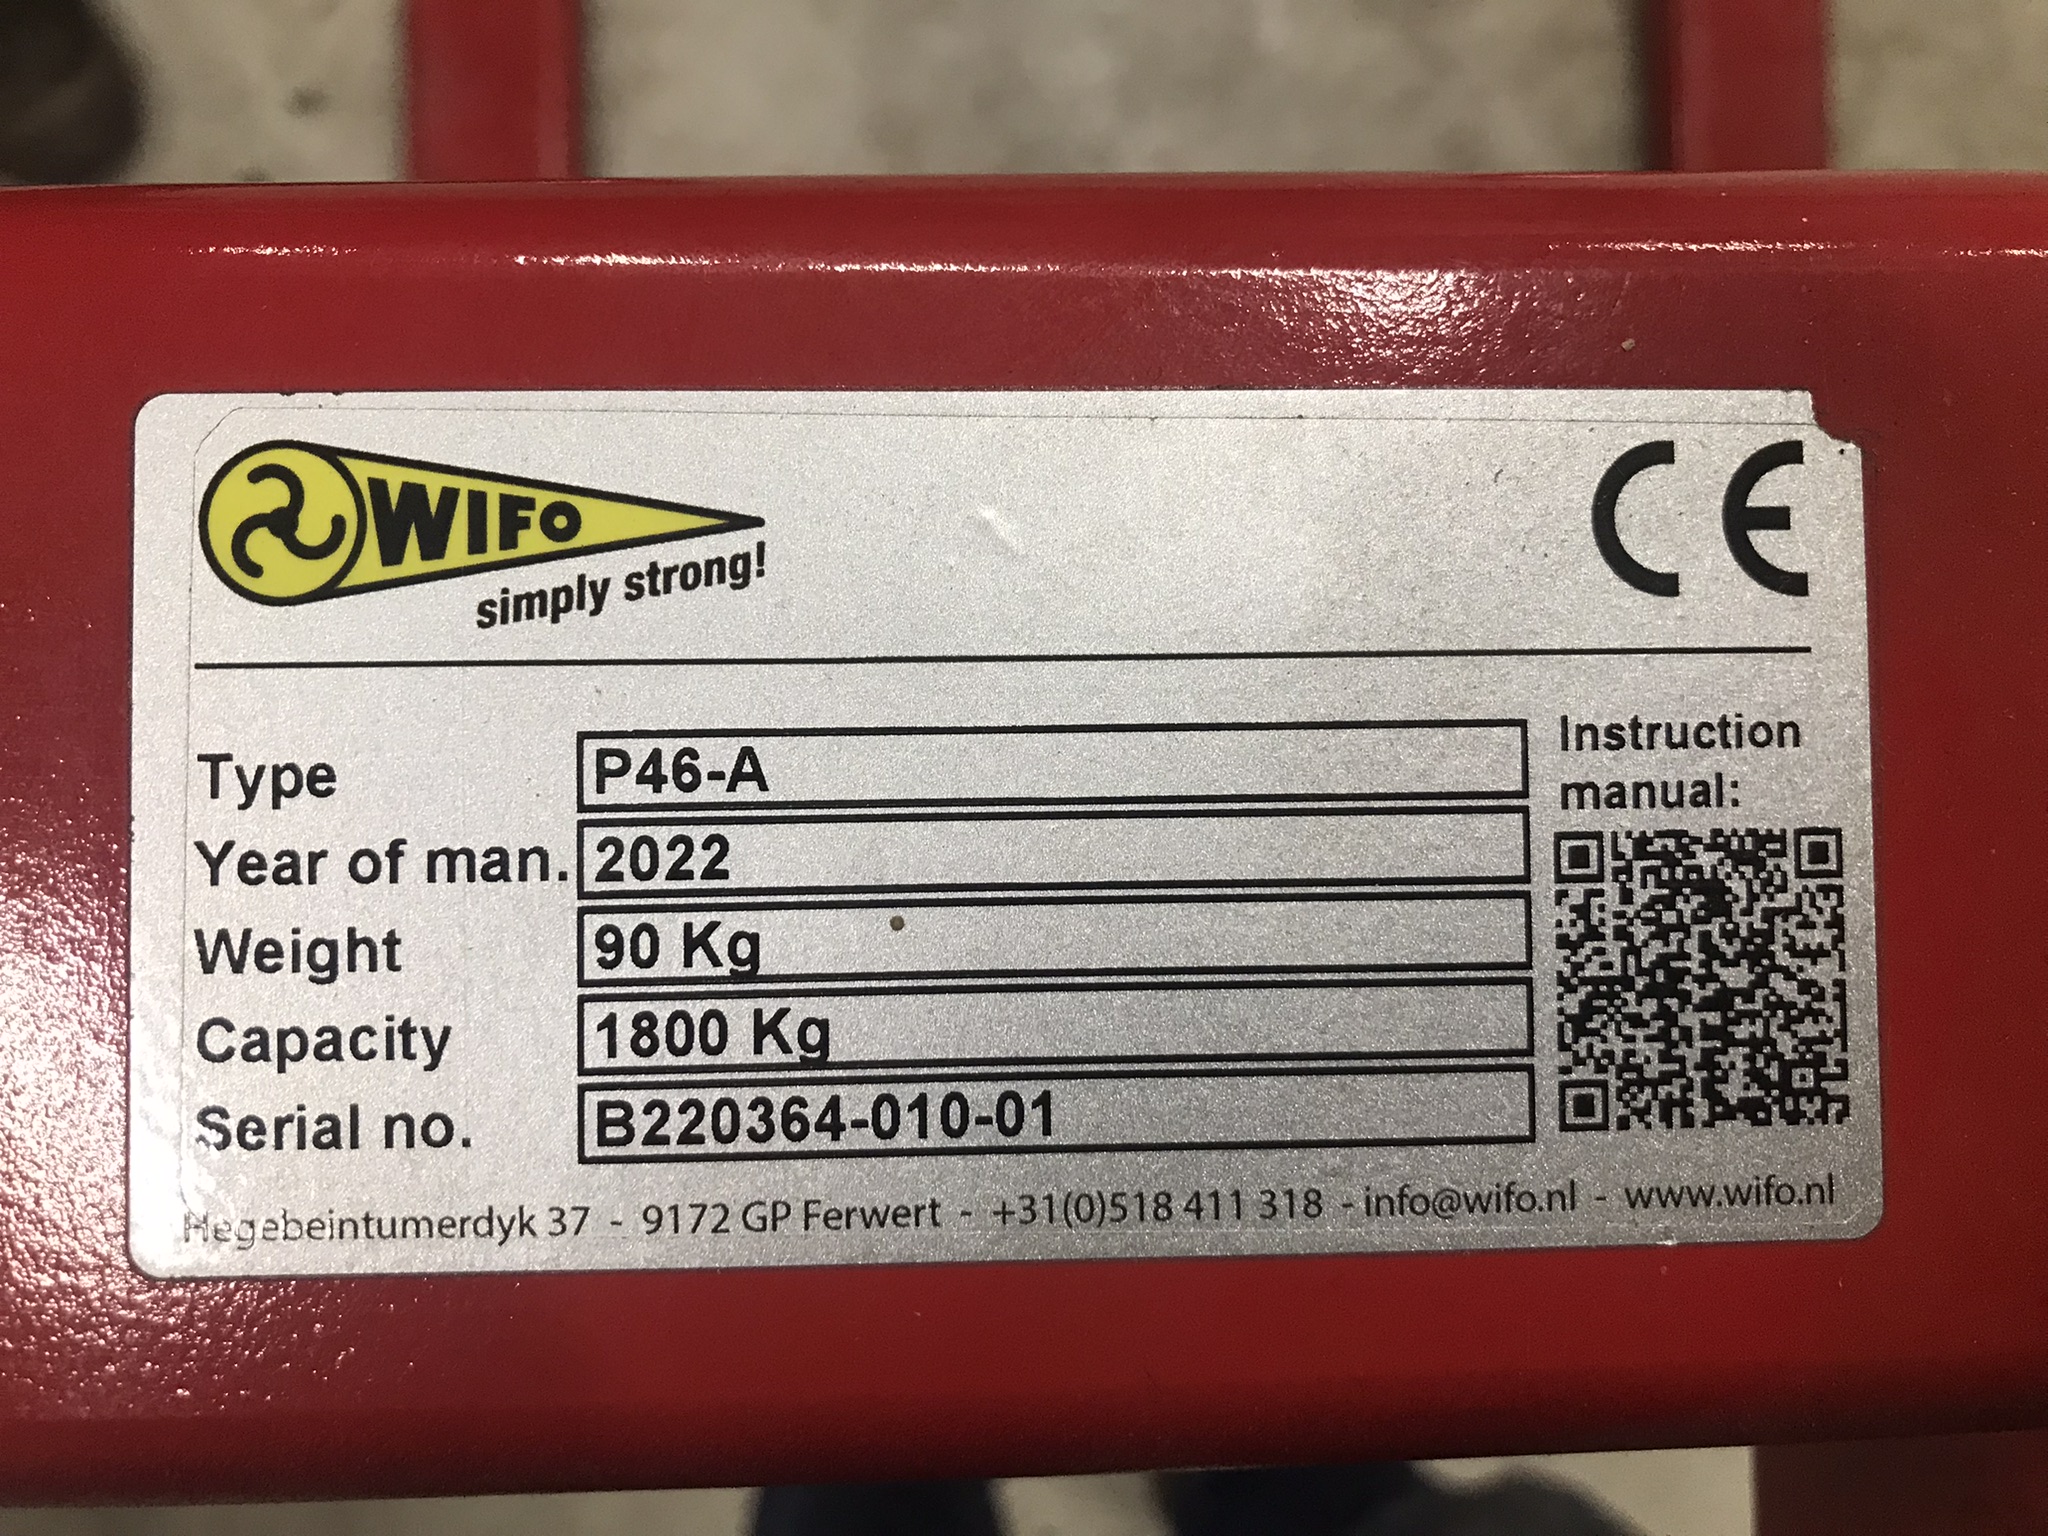 WIFO
simply strong!
CE
Type P46-A
Year of man. 2022
Weight 90 Kg
Capacity 1800 Kg
Serial no. B220364-010-01
Instruction
manual:
Hegebeintumerdyk 37 - 9172 GP Ferwert - +31(0)518 411 318 - info@wifo.nl - www.wifo.nl